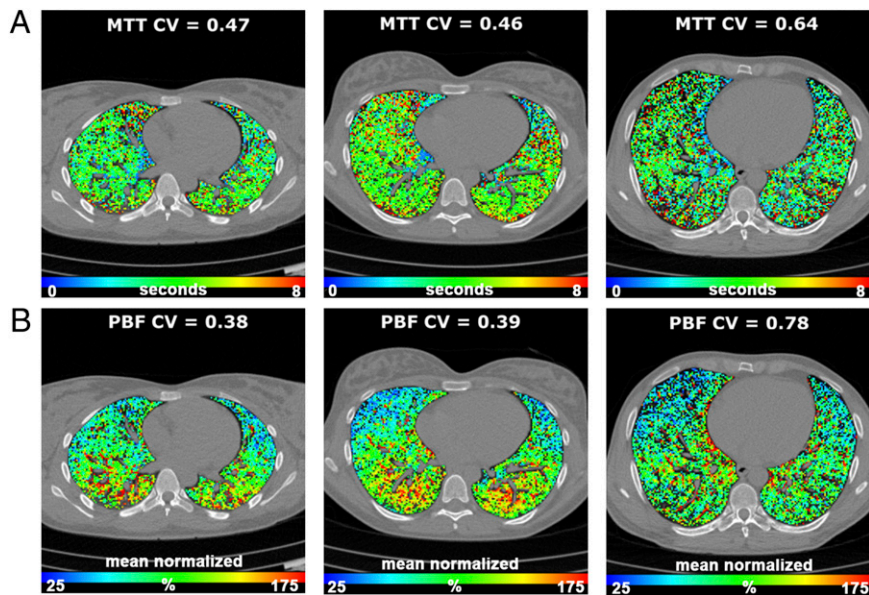 A
MTT CV = 0.47
MTT CV = 0.46
MTT CV = 0.64
0 seconds 8
0 seconds 8
0 seconds 8
B
PBF CV = 0.38
PBF CV = 0.39
PBF CV = 0.78
mean normalized
25 % 175
mean normalized
25 % 175
mean normalized
25 % 175